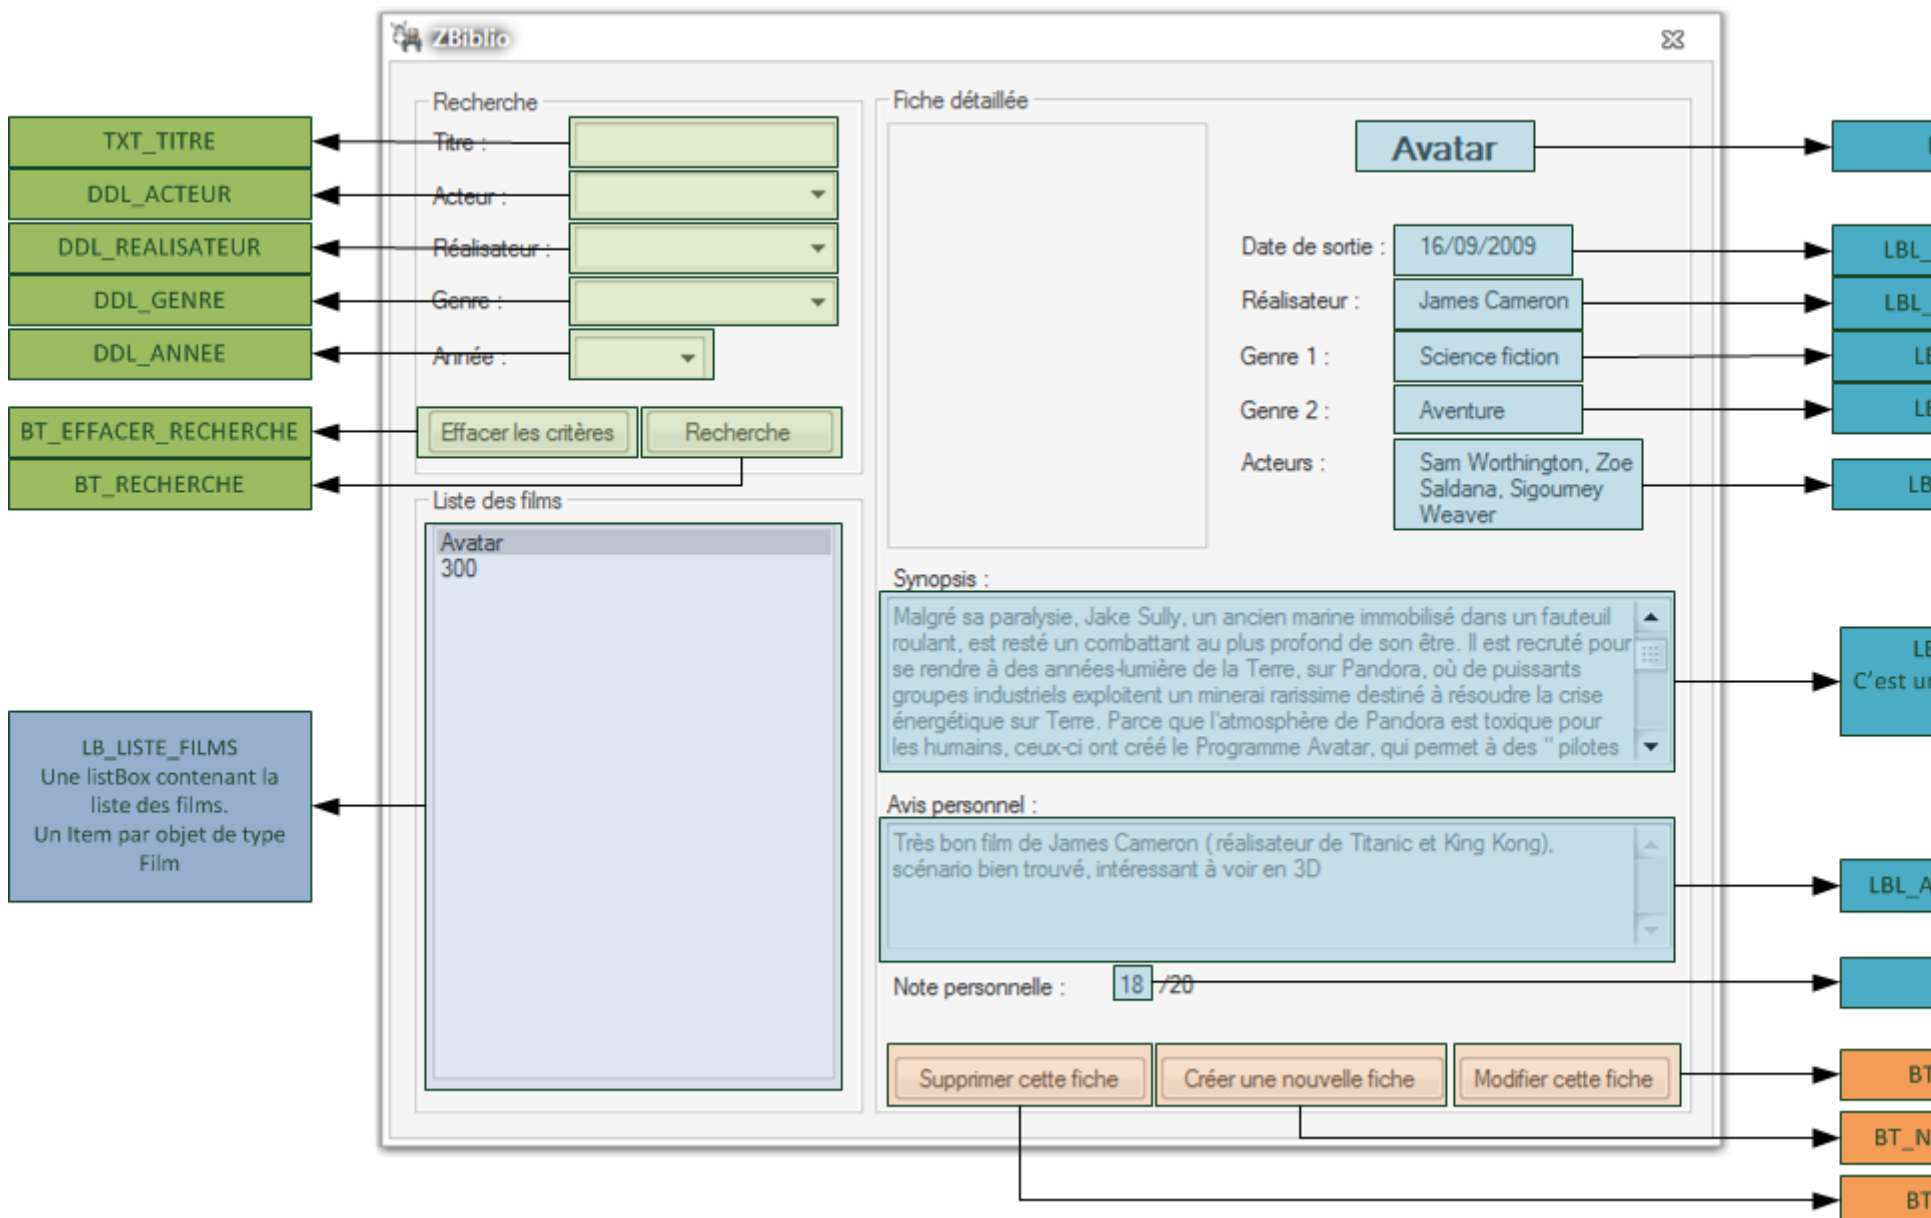 ZBiblio
TXT_TITRE
DDL_ACTEUR
DDL_REALISATEUR
DDL_GENRE
DDL_ANNEE
BT_EFFACER_RECHERCHE
BT_RECHERCHE
LB_LISTE_FILMS
Une listBox contenant la
liste des films.
Un Item par objet de type
Film
Recherche
Titre :
Acteur :
Réalisateur :
Genre :
Année :
Effacer les critères
Recherche
Liste des films
Avatar
300
Fiche détaillée
Avatar
Date de sortie : 16/09/2009
Réalisateur : James Cameron
Genre 1 : Science fiction
Genre 2 : Aventure
Acteurs : Sam Worthington, Zoe
Saldana, Sigourney
Weaver
Synopsis :
Malgré sa paralysie, Jake Sully, un ancien marine immobilisé dans un fauteuil
roulant, est resté un combattant au plus profond de son être. Il est recruté pour
se rendre à des années-lumière de la Terre, sur Pandora, où de puissants
groupes industriels exploitent un minerai rarissime destiné à résoudre la crise
énergétique sur Terre. Parce que l'atmosphère de Pandora est toxique pour
les humains, ceux-ci ont créé le Programme Avatar, qui permet à des " pilotes
Avis personnel :
Très bon film de James Cameron (réalisateur de Titanic et King Kong),
scénario bien trouvé, intéressant à voir en 3D
Note personnelle : 18 /20
Supprimer cette fiche
Créer une nouvelle fiche
Modifier cette fiche
LBL_
LBL_
C'est un
LBL_A
BT
BT_N
BT